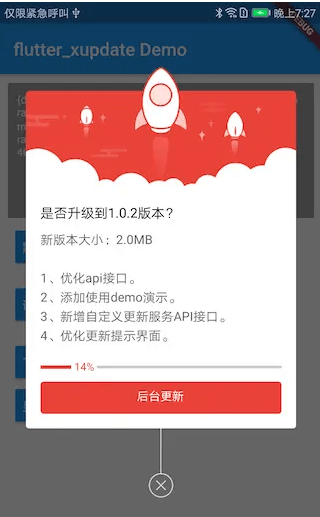 仅限紧急呼叫
晚上7:27
flutter_xupdate Demo
是否升级到1.0.2版本？
新版本大小：2.0MB
1、优化api接口。
2、添加使用demo演示。
3、新增自定义更新服务API接口。
4、优化更新提示界面。
14%
后台更新